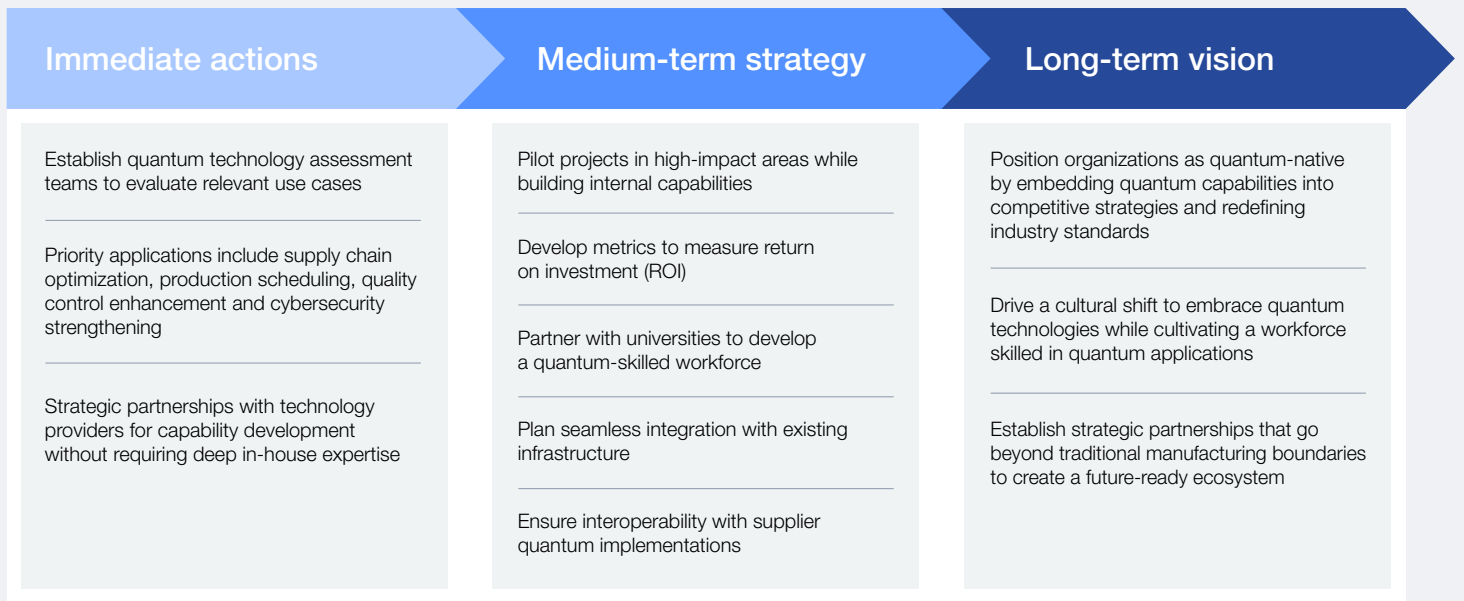 Immediate actions
Establish quantum technology assessment
teams to evaluate relevant use cases
Priority applications include supply chain
optimization, production scheduling, quality
control enhancement and cybersecurity
strengthening
Strategic partnerships with technology
providers for capability development
without requiring deep in-house expertise
Medium-term strategy
Pilot projects in high-impact areas while
building internal capabilities
Develop metrics to measure return
on investment (ROI)
Partner with universities to develop
a quantum-skilled workforce
Plan seamless integration with existing
infrastructure
Ensure interoperability with supplier
quantum implementations
Long-term vision
Position organizations as quantum-native
by embedding quantum capabilities into
competitive strategies and redefining
industry standards
Drive a cultural shift to embrace quantum
technologies while cultivating a workforce
skilled in quantum applications
Establish strategic partnerships that go
beyond traditional manufacturing boundaries
to create a future-ready ecosystem